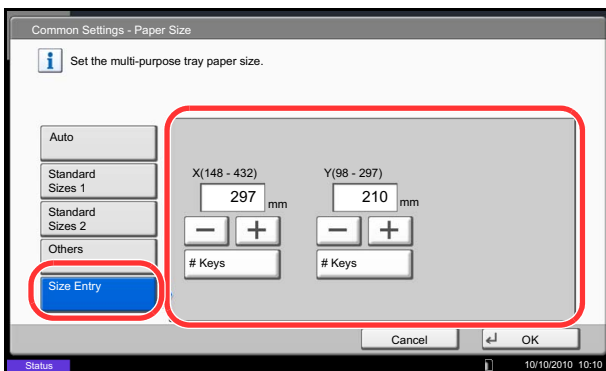 Common Settings - Paper Size
i Set the multi-purpose tray paper size.
Auto
Standard
Sizes 1
Standard
Sizes 2
Others
Size Entry
X(148 - 432)
297 mm
− +
# Keys
Y(98 - 297)
210 mm
− +
# Keys
Cancel
OK
Status
10/10/2010 10:10